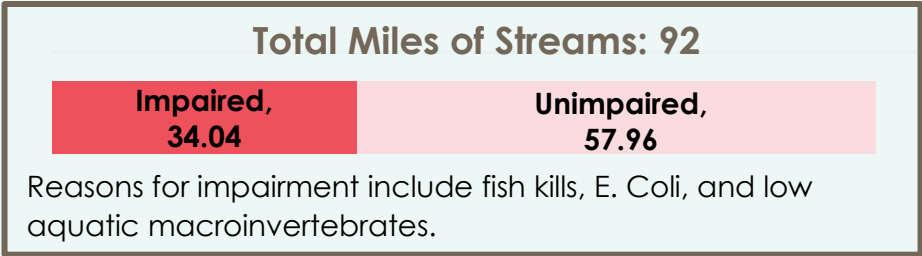 Total Miles of Streams: 92
Impaired,
34.04
Unimpaired,
57.96
Reasons for impairment include fish kills, E. Coli, and low
aquatic macroinvertebrates.